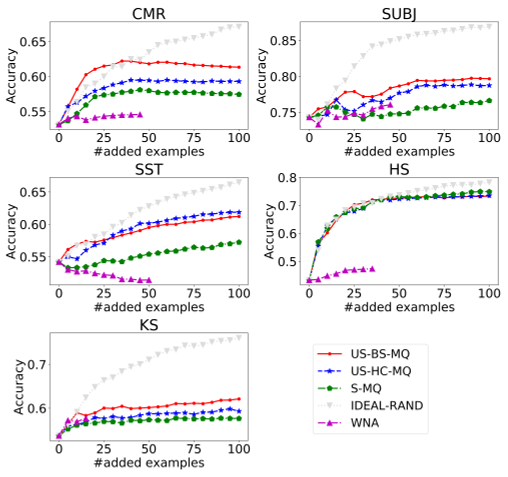 CMR
0.65
0.60
0.55
Accuracy
0 25 50 75 100
#added examples
SUBJ
0.85
0.80
0.75
Accuracy
0 25 50 75 100
#added examples
SST
0.65
0.60
0.55
Accuracy
0 25 50 75 100
#added examples
HS
0.8
0.7
0.6
0.5
Accuracy
0 25 50 75 100
#added examples
KS
0.7
0.6
Accuracy
0 25 50 75 100
#added examples
US-BS-MQ
US-HC-MQ
S-MQ
IDEAL-RAND
WNA